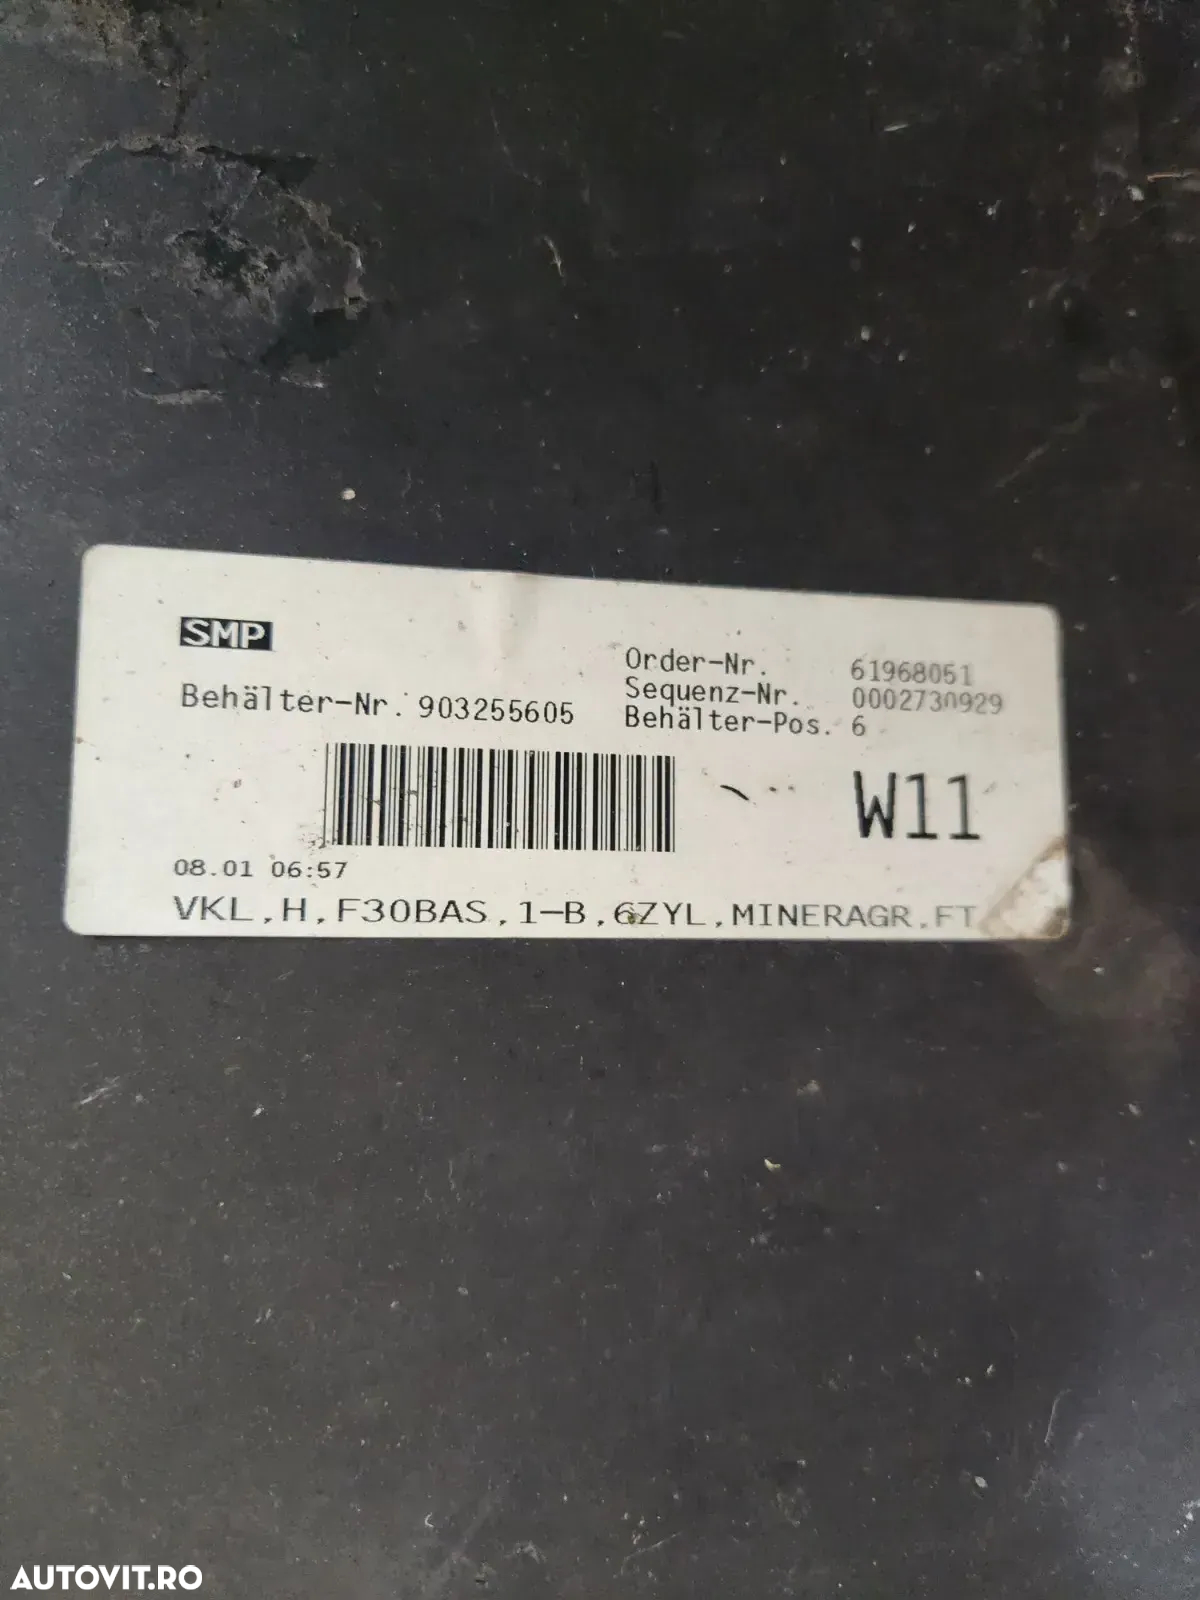 SMP
Behälter-Nr. 903255605
Order-Nr. 61968051
Sequenz-Nr. 0002730929
Behälter-Pos. 6
W11
08.01 06:57
VKL,H,F30BAS,1-B,6ZYL,MINERAGR,FT
AUTOVIT.RO